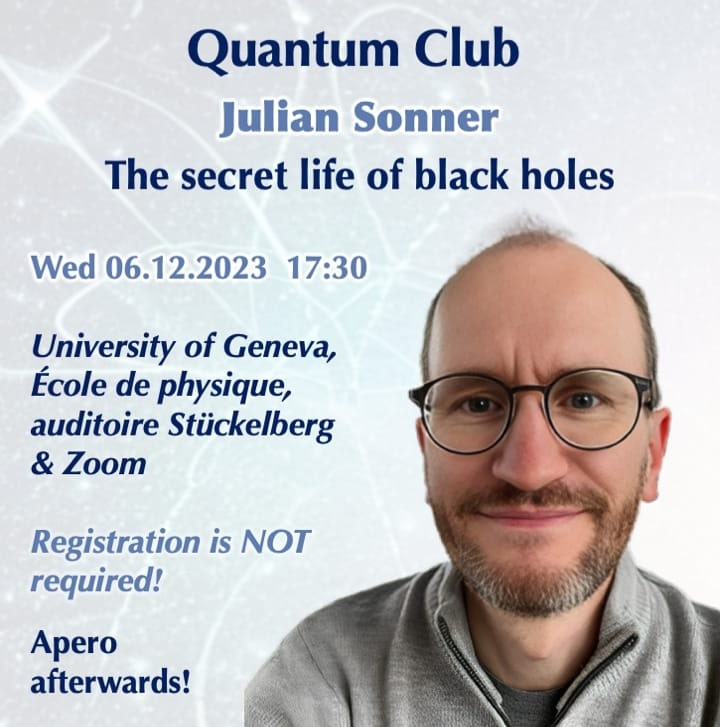 Quantum Club
Julian Sonner
The secret life of black holes
Wed 06.12.2023 17:30
University of Geneva,
École de physique,
auditoire Stückelberg
& Zoom
Registration is NOT
required!
Apero
afterwards!